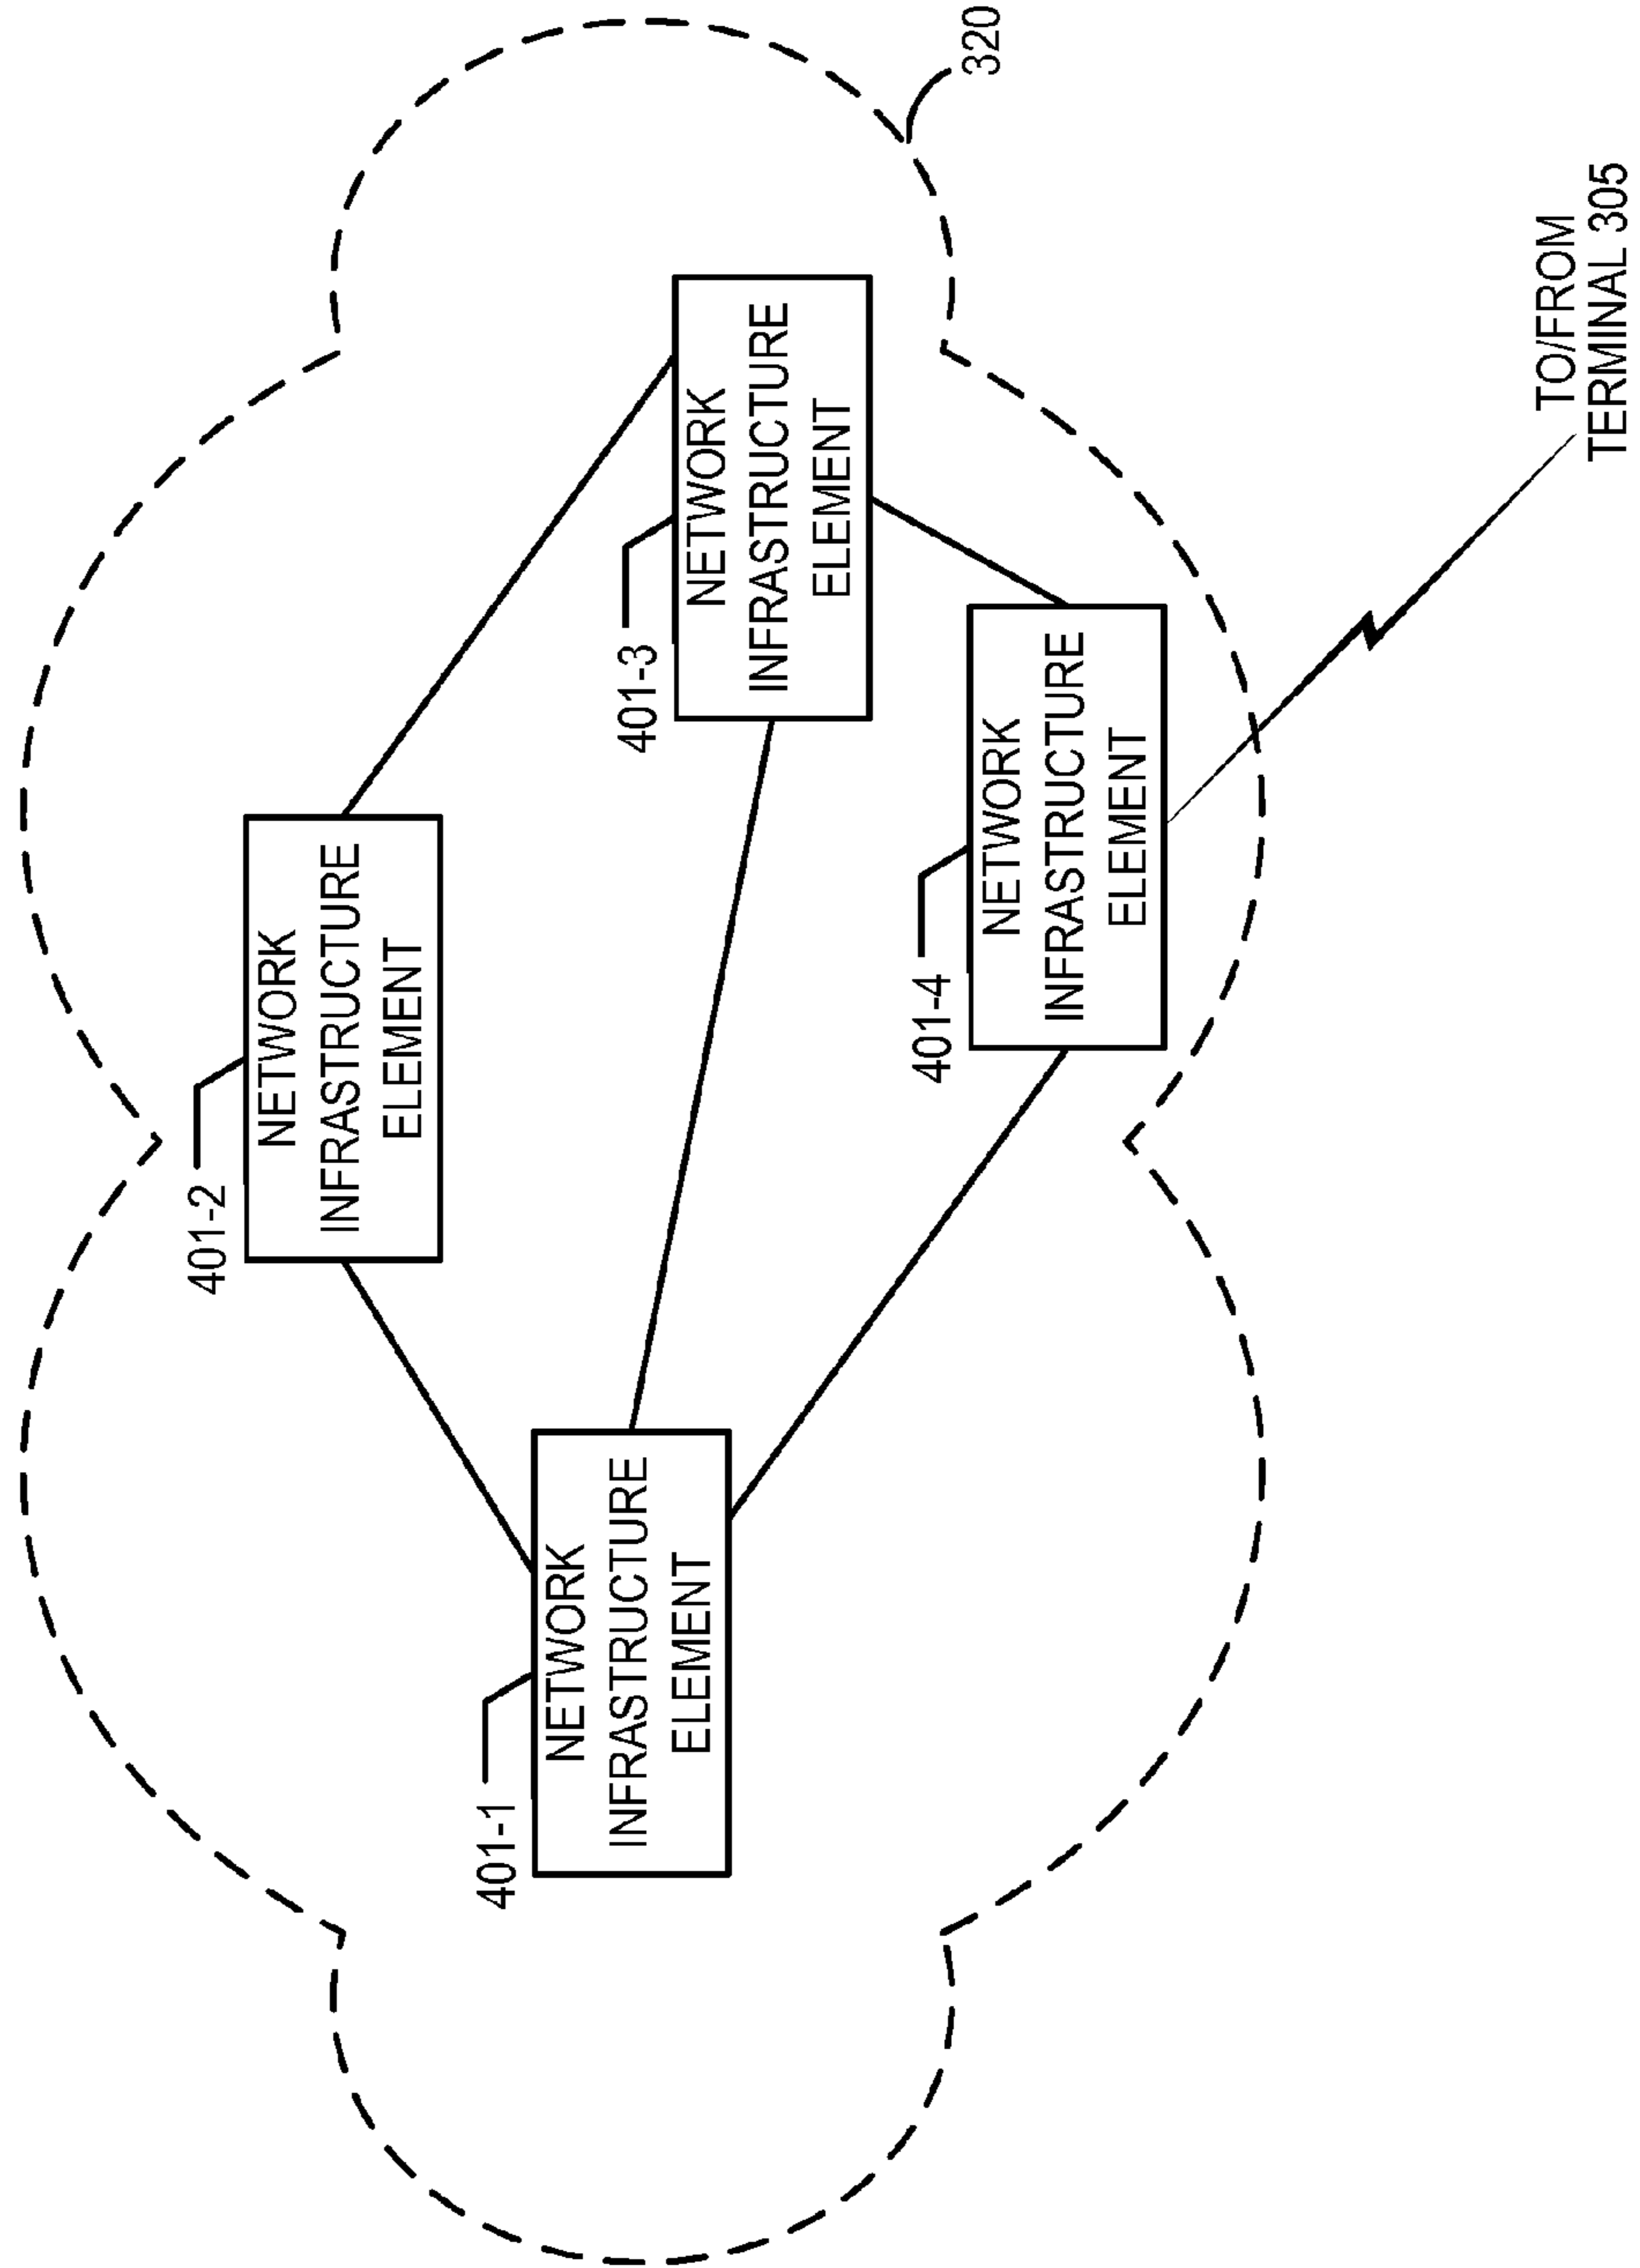 401-2
NETWORK
INFRASTRUCTURE
ELEMENT
401-1
NETWORK
INFRASTRUCTURE
ELEMENT
401-3
NETWORK
INFRASTRUCTURE
ELEMENT
401-4
NETWORK
INFRASTRUCTURE
ELEMENT
320
TO/FROM
TERMINAL 305